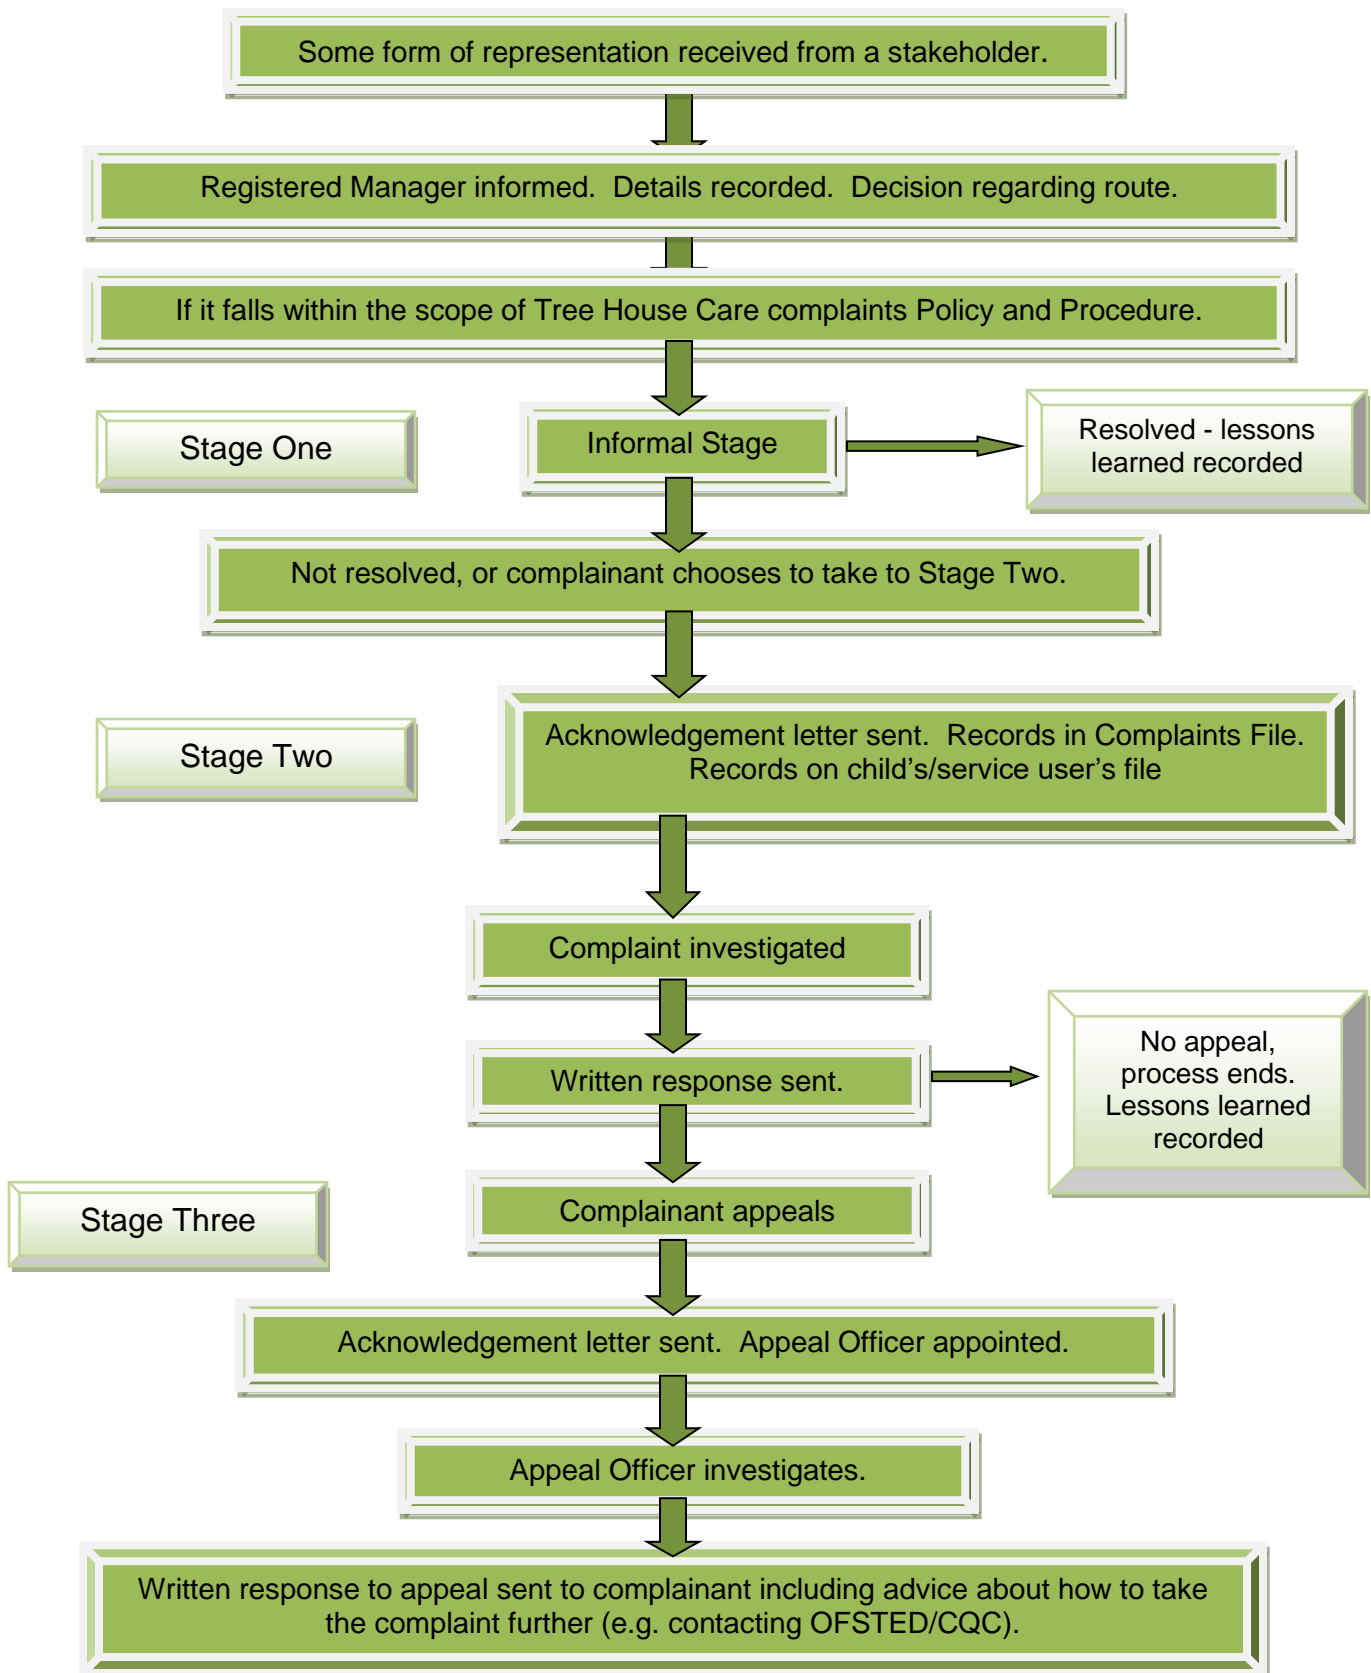 Some form of representation received from a stakeholder.
Registered Manager informed.  Details recorded.  Decision regarding route.
If it falls within the scope of Tree House Care complaints Policy and Procedure.
Stage One
Informal Stage
Resolved - lessons
learned recorded
Not resolved, or complainant chooses to take to Stage Two.
Stage Two
Acknowledgement letter sent.  Records in Complaints File.
Records on child’s/service user’s file
Complaint investigated
Written response sent.
No appeal,
process ends.
Lessons learned
recorded
Stage Three
Complainant appeals
Acknowledgement letter sent.  Appeal Officer appointed.
Appeal Officer investigates.
Written response to appeal sent to complainant including advice about how to take
the complaint further (e.g. contacting OFSTED/CQC).